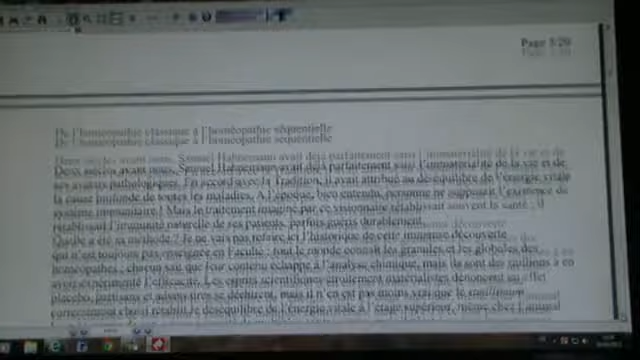 Page 5/20
De l'homéopathie classique à l'homéopathie séquentielle
Deux siècles avant nous, Samuel Hahnemann avait déjà parfaitement saisi l'immatérialité de la vie et de
ses avatars pathologiques. En accord avec la Tradition, il avait attribué au déséquilibre de l'énergie vitale
la cause profonde de toutes les maladies. A l'époque, bien entendu, personne ne supposait l'existence de
système immunitaire ! Mais le traitement imaginé par ce visionnaire rétablissant souvent la santé, il
rétablissait l'immunité naturelle de ses patients, parfois guéris durablement.
Quelle a été sa méthode ? Je ne vais pas refaire ici l'historique de cette immense découverte
qui n'est toujours pas enseignée en Faculté : tout le monde connaît les granules et les globules des
homéopathes ; chacun sait que leur contenu échappe à l'analyse chimique, mais ils sont des millions à en
avoir expérimenté l'efficacité. Les esprits scientifiques étroitement matérialistes dénoncent un effet
placebo, partisans et adversaires se déchirent, mais il n'en est pas moins vrai que le simillimum
correctement choisi rétablit le déséquilibre de l'énergie vitale à l'étage supérieur, même chez l'animal